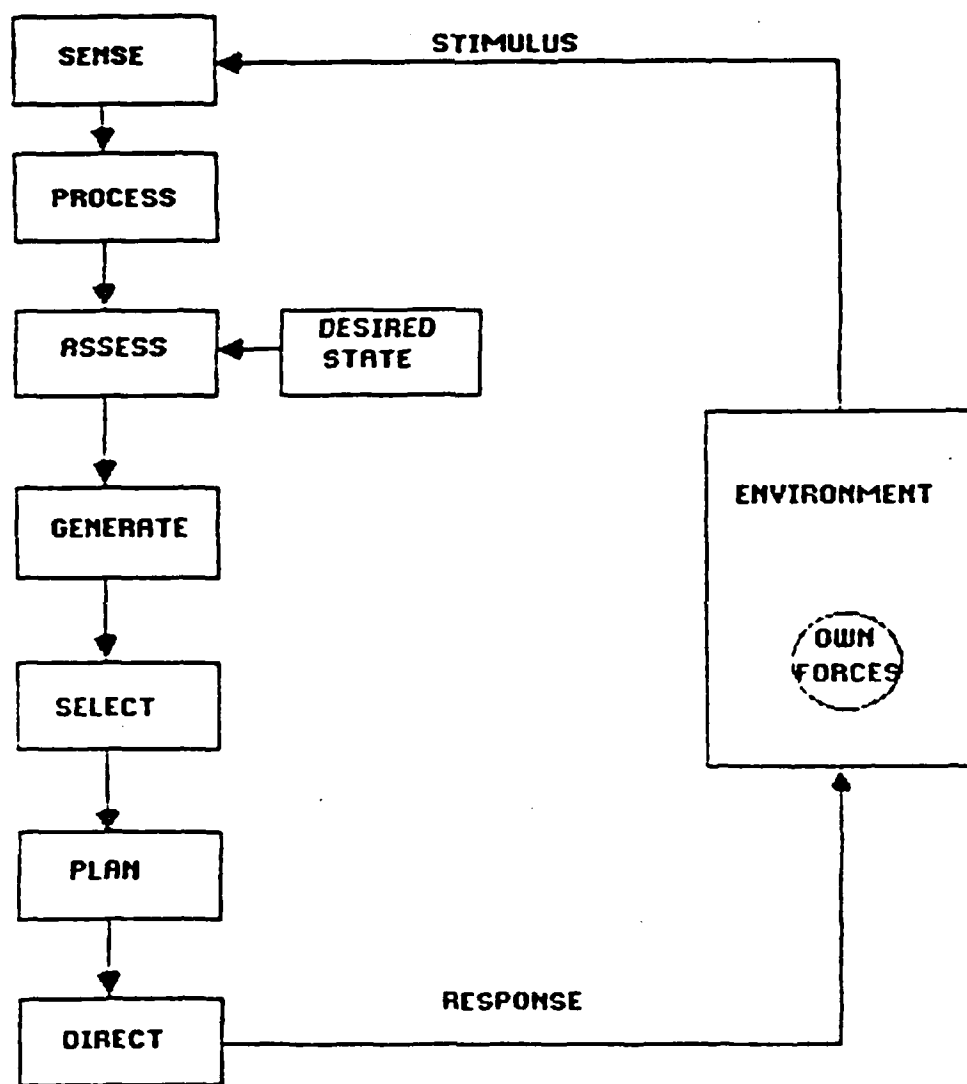 SENSE
STIMULUS
PROCESS
ASSESS
DESIRED
STATE
GENERATE
ENVIRONMENT
OWN
FORCES
SELECT
PLAN
RESPONSE
DIRECT